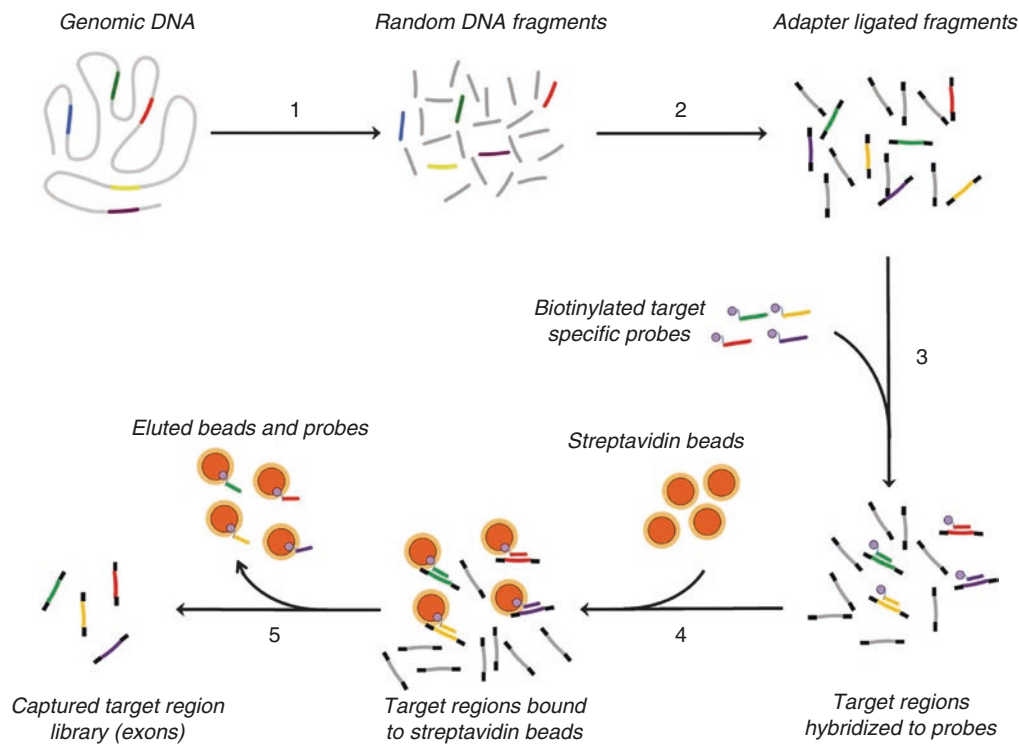 Genomic DNA
Random DNA fragments
Adapter ligated fragments
1
2
Biotinylated target
specific probes
3
Eluted beads and probes
Streptavidin beads
5
4
Captured target region
library (exons)
Target regions bound
to streptavidin beads
Target regions
hybridized to probes